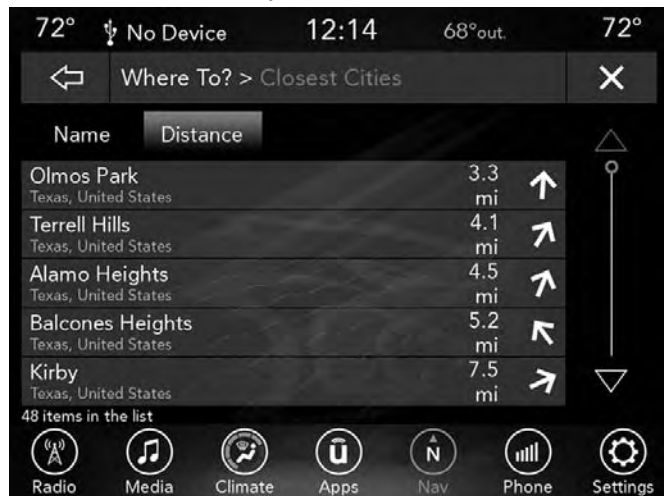 72° No Device 12:14 68°out. 72°
Where To? > Closest Cities
Name Distance
Olmos Park 3.3 mi
Texas, United States
Terrell Hills 4.1 mi
Texas, United States
Alamo Heights 4.5 mi
Texas, United States
Balcones Heights 5.2 mi
Texas, United States
Kirby 7.5 mi
Texas, United States
48 items in the list
ū N
Radio Media Climate Apps Nav Phone Settings